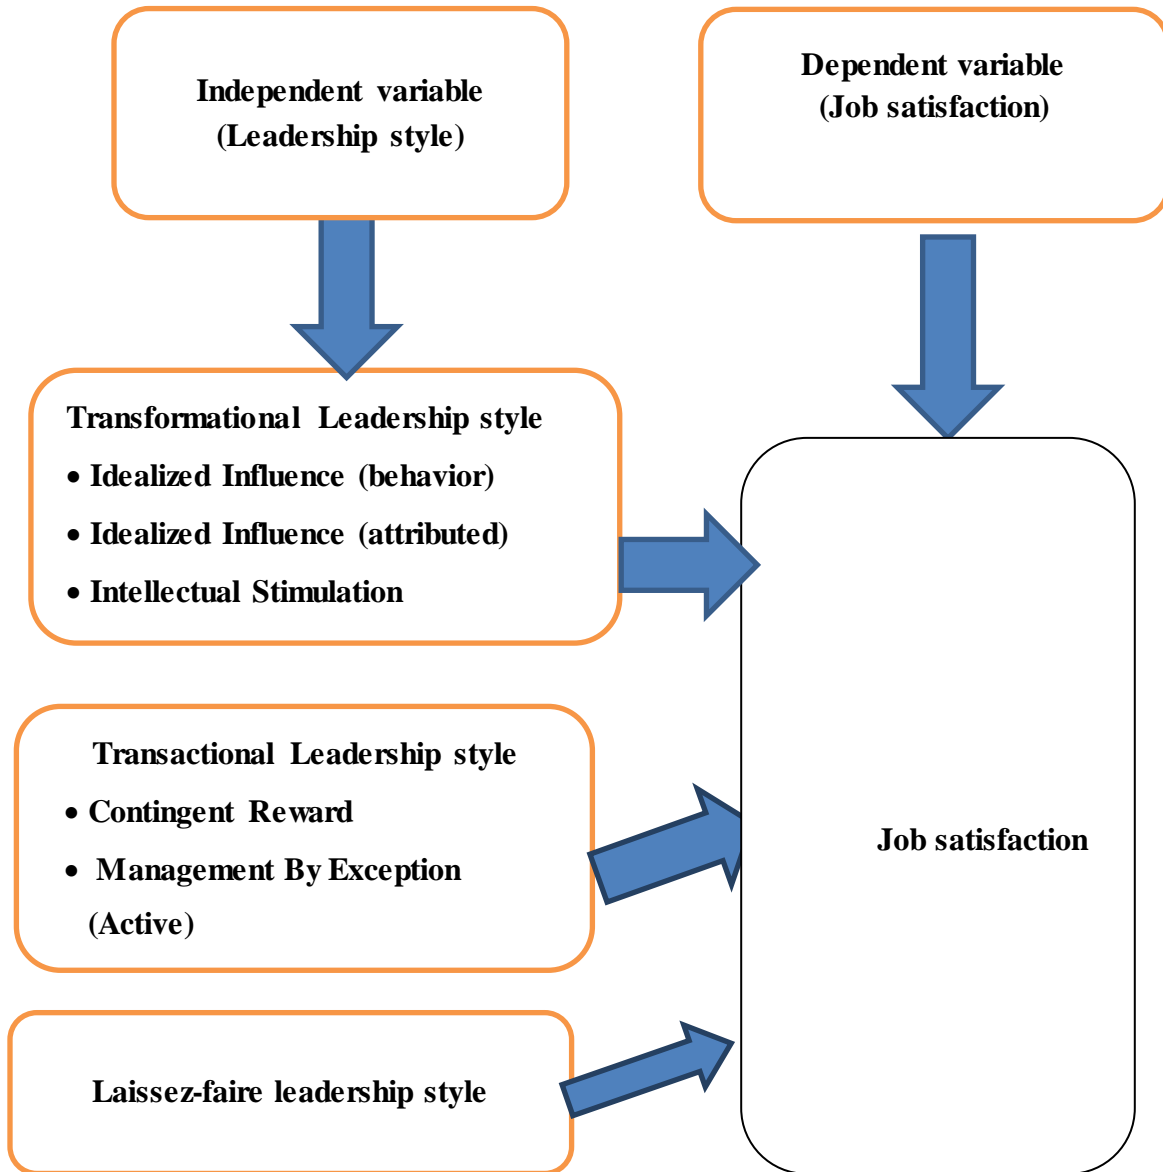 Independent variable
(Leadership style)
Dependent variable
(Job satisfaction)
Transformational Leadership style
• Idealized Influence (behavior)
• Idealized Influence (attributed)
• Intellectual Stimulation
Transactional Leadership style
• Contingent Reward
• Management By Exception
(Active)
Job satisfaction
Laissez-faire leadership style